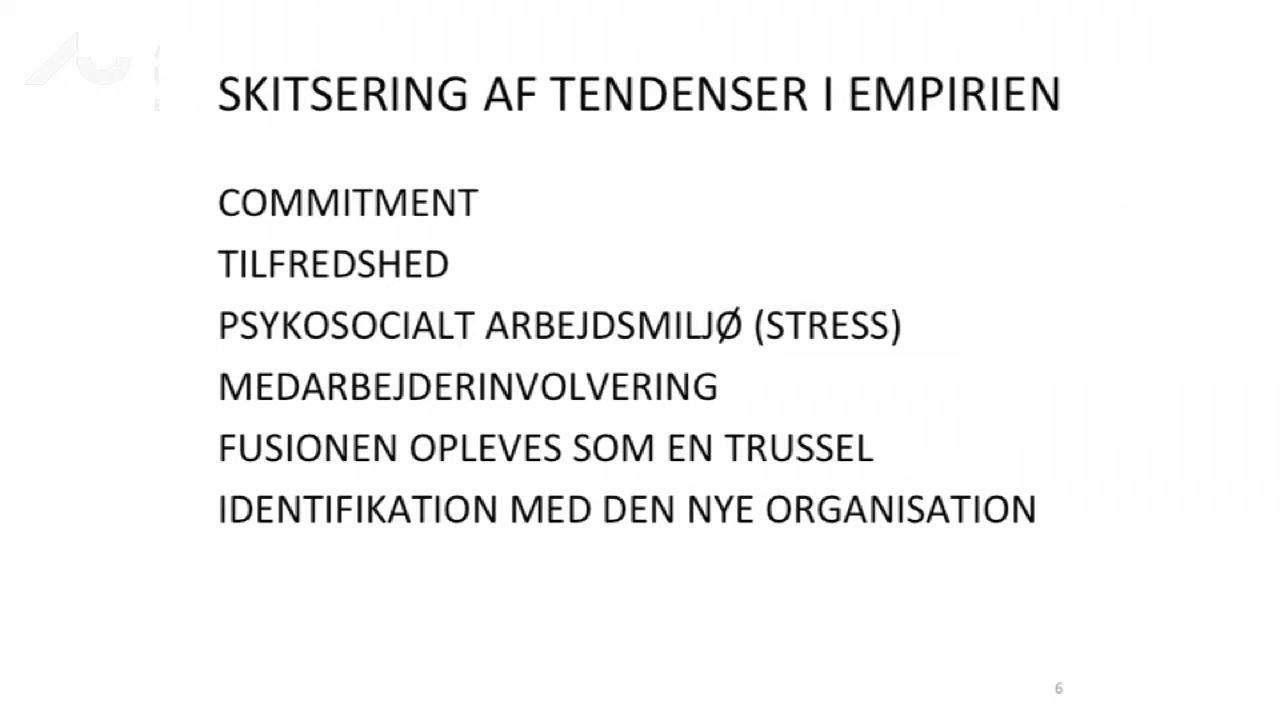 SKITSERING AF TENDENSER I EMPIRIEN
COMMITMENT
TILFREDSHED
PSYKOSOCIALT ARBEJDSMILJØ (STRESS)
MEDARBEJDERINVOLVERING
FUSIONEN OPLEVES SOM EN TRUSSEL
IDENTIFIKATION MED DEN NYE ORGANISATION
6